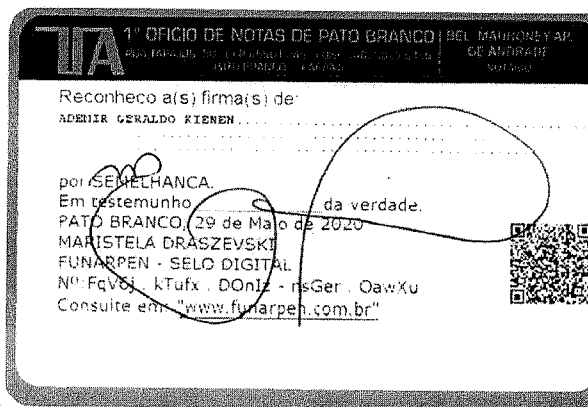 1º OFICIO DE NOTAS DE PATO BRANCO
BEL. MAURONEY AP.
DE ANDRADE
NOTÁRIO
Reconheco a(s) firma(s) de:
ADEMIR GERALDO KIENEN
por SEMELHANCA.
Em testemunho da verdade.
PATO BRANCO, 29 de Maio de 2020
MARISTELA DRASZEVSKI
FUNARPEN - SELO DIGITAL
Nº FqV6j . kTufx . DOnIz - nsGer . OawXu
Consulte em: "www.funarpen.com.br"